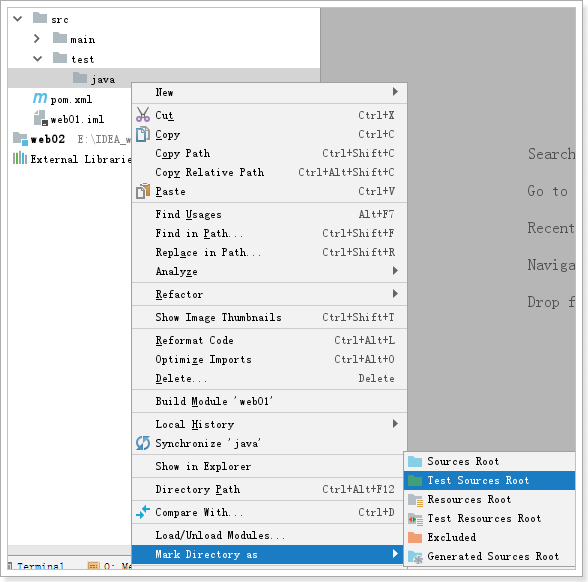 src
main
test
java
pom.xml
web01.iml
web02 E:\IDEA_w
External Librarie
New
Cut Ctrl+X
Copy Ctrl+C
Copy Path Ctrl+Shift+C
Copy Relative Path Ctrl+Alt+Shift+C
Paste Ctrl+V
Find Usages Alt+F7
Find in Path... Ctrl+Shift+F
Replace in Path... Ctrl+Shift+R
Analyze
Refactor
Show Image Thumbnails Ctrl+Shift+T
Reformat Code Ctrl+Alt+L
Optimize Imports Ctrl+Alt+O
Delete... Delete
Build Module 'web01'
Local History
Synchronize 'java'
Show in Explorer
Directory Path Ctrl+Alt+F12
Compare With... Ctrl+D
Load/Unload Modules...
Mark Directory as
Sources Root
Test Sources Root
Resources Root
Test Resources Root
Excluded
Generated Sources Root
Search
Go to
Recent
Naviga
Drop f
Terminal